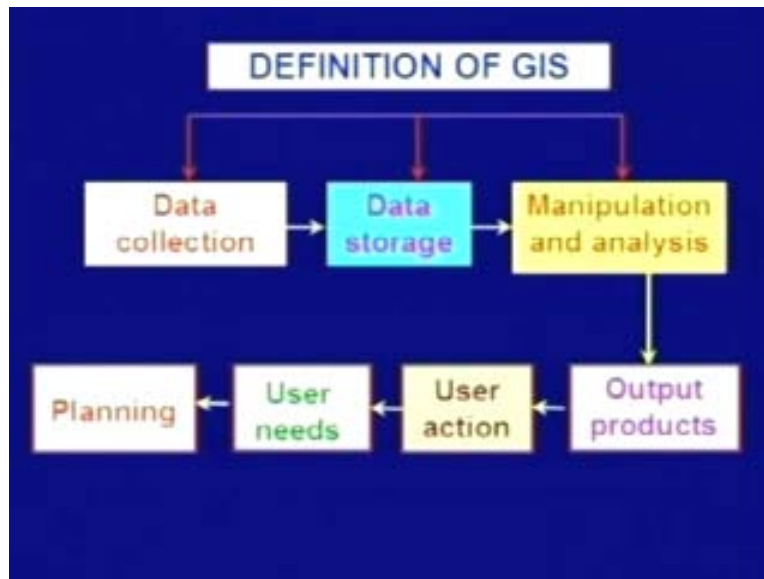 DEFINITION OF GIS
Data
collection
Data
storage
Manipulation
and analysis
Planning
User
needs
User
action
Output
products